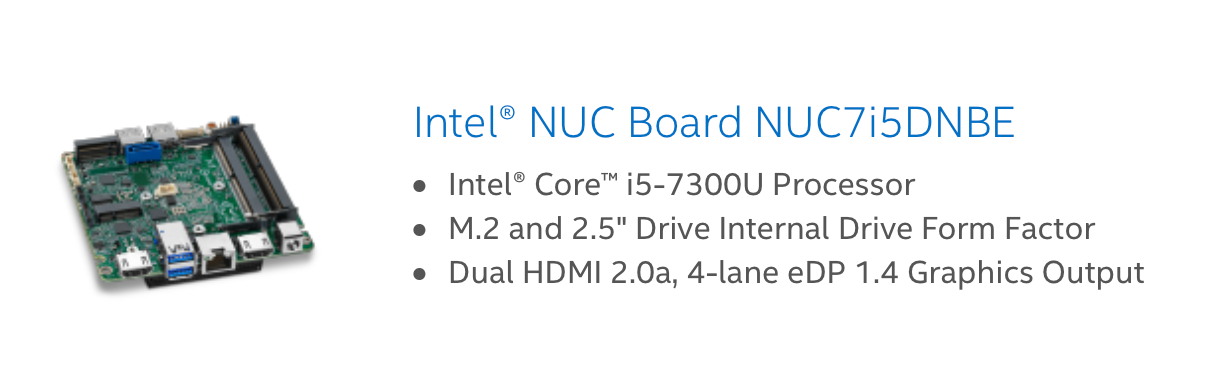 Intel® NUC Board NUC7i5DNBE
• Intel® Core™ i5-7300U Processor
• M.2 and 2.5" Drive Internal Drive Form Factor
• Dual HDMI 2.0a, 4-lane eDP 1.4 Graphics Output